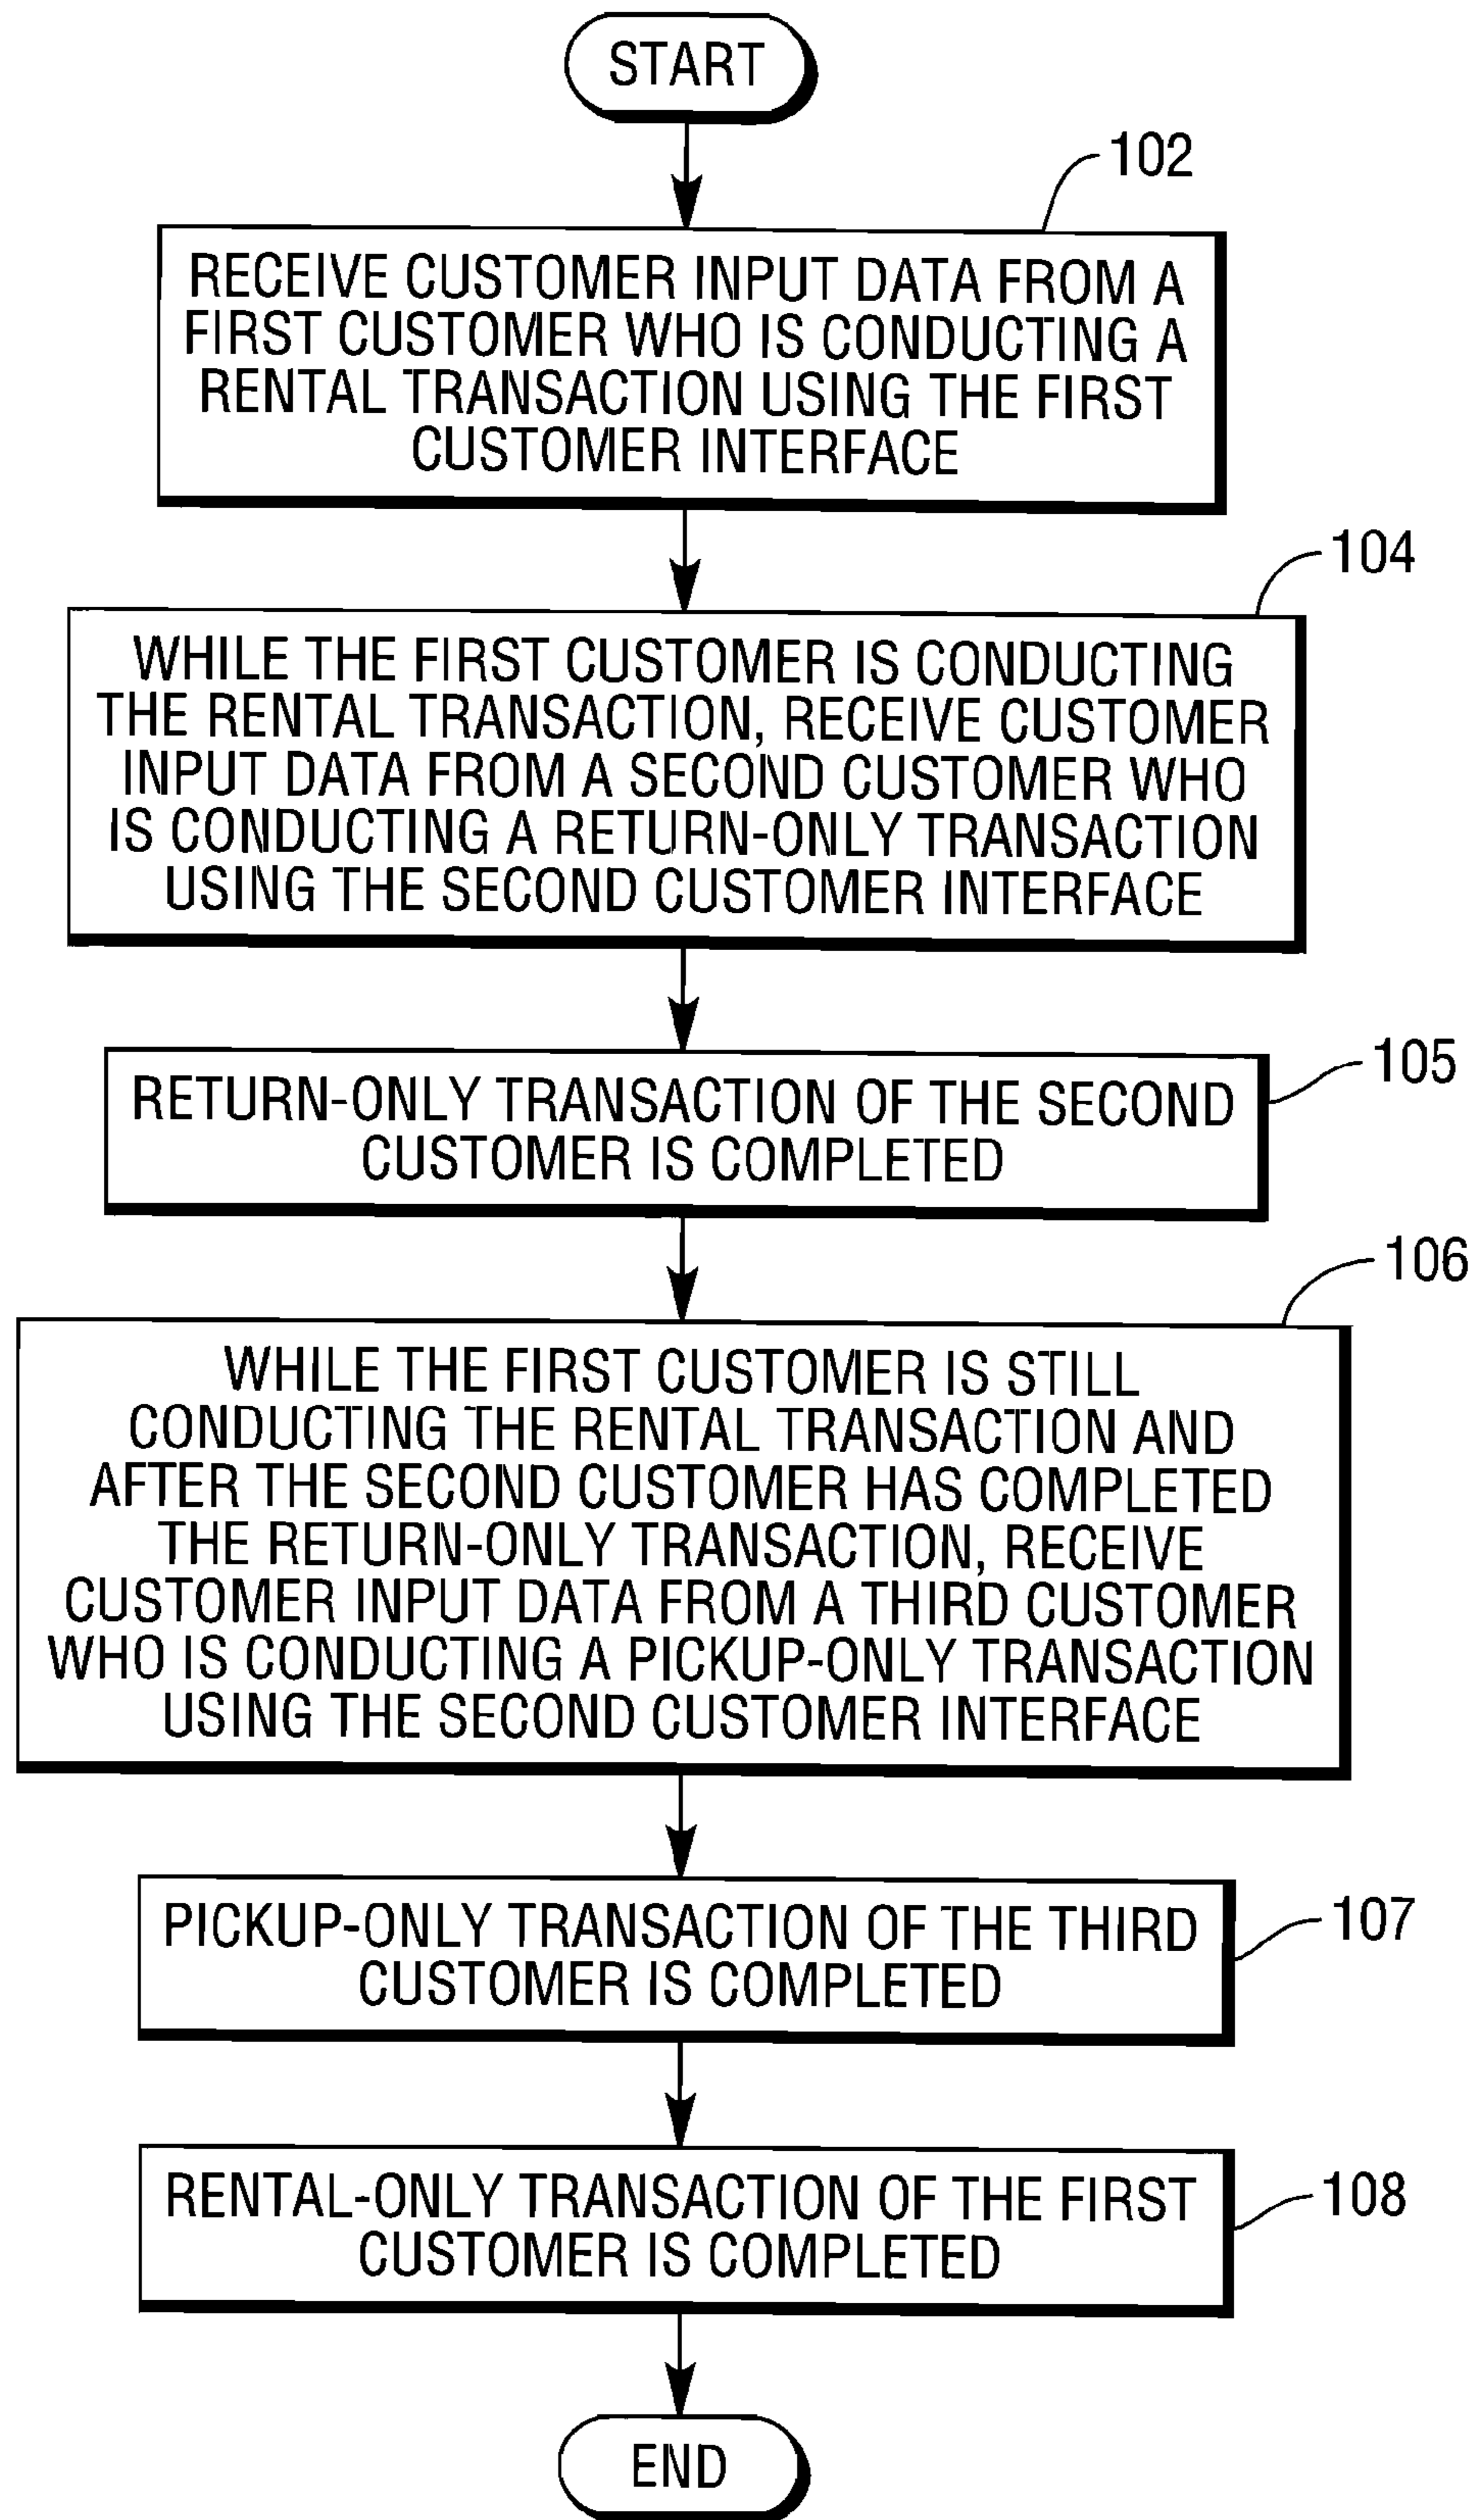 START
102
RECEIVE CUSTOMER INPUT DATA FROM A
FIRST CUSTOMER WHO IS CONDUCTING A
RENTAL TRANSACTION USING THE FIRST
CUSTOMER INTERFACE
104
WHILE THE FIRST CUSTOMER IS CONDUCTING
THE RENTAL TRANSACTION, RECEIVE CUSTOMER
INPUT DATA FROM A SECOND CUSTOMER WHO
IS CONDUCTING A RETURN-ONLY TRANSACTION
USING THE SECOND CUSTOMER INTERFACE
105
RETURN-ONLY TRANSACTION OF THE SECOND
CUSTOMER IS COMPLETED
106
WHILE THE FIRST CUSTOMER IS STILL
CONDUCTING THE RENTAL TRANSACTION AND
AFTER THE SECOND CUSTOMER HAS COMPLETED
THE RETURN-ONLY TRANSACTION, RECEIVE
CUSTOMER INPUT DATA FROM A THIRD CUSTOMER
WHO IS CONDUCTING A PICKUP-ONLY TRANSACTION
USING THE SECOND CUSTOMER INTERFACE
107
PICKUP-ONLY TRANSACTION OF THE THIRD
CUSTOMER IS COMPLETED
108
RENTAL-ONLY TRANSACTION OF THE FIRST
CUSTOMER IS COMPLETED
END